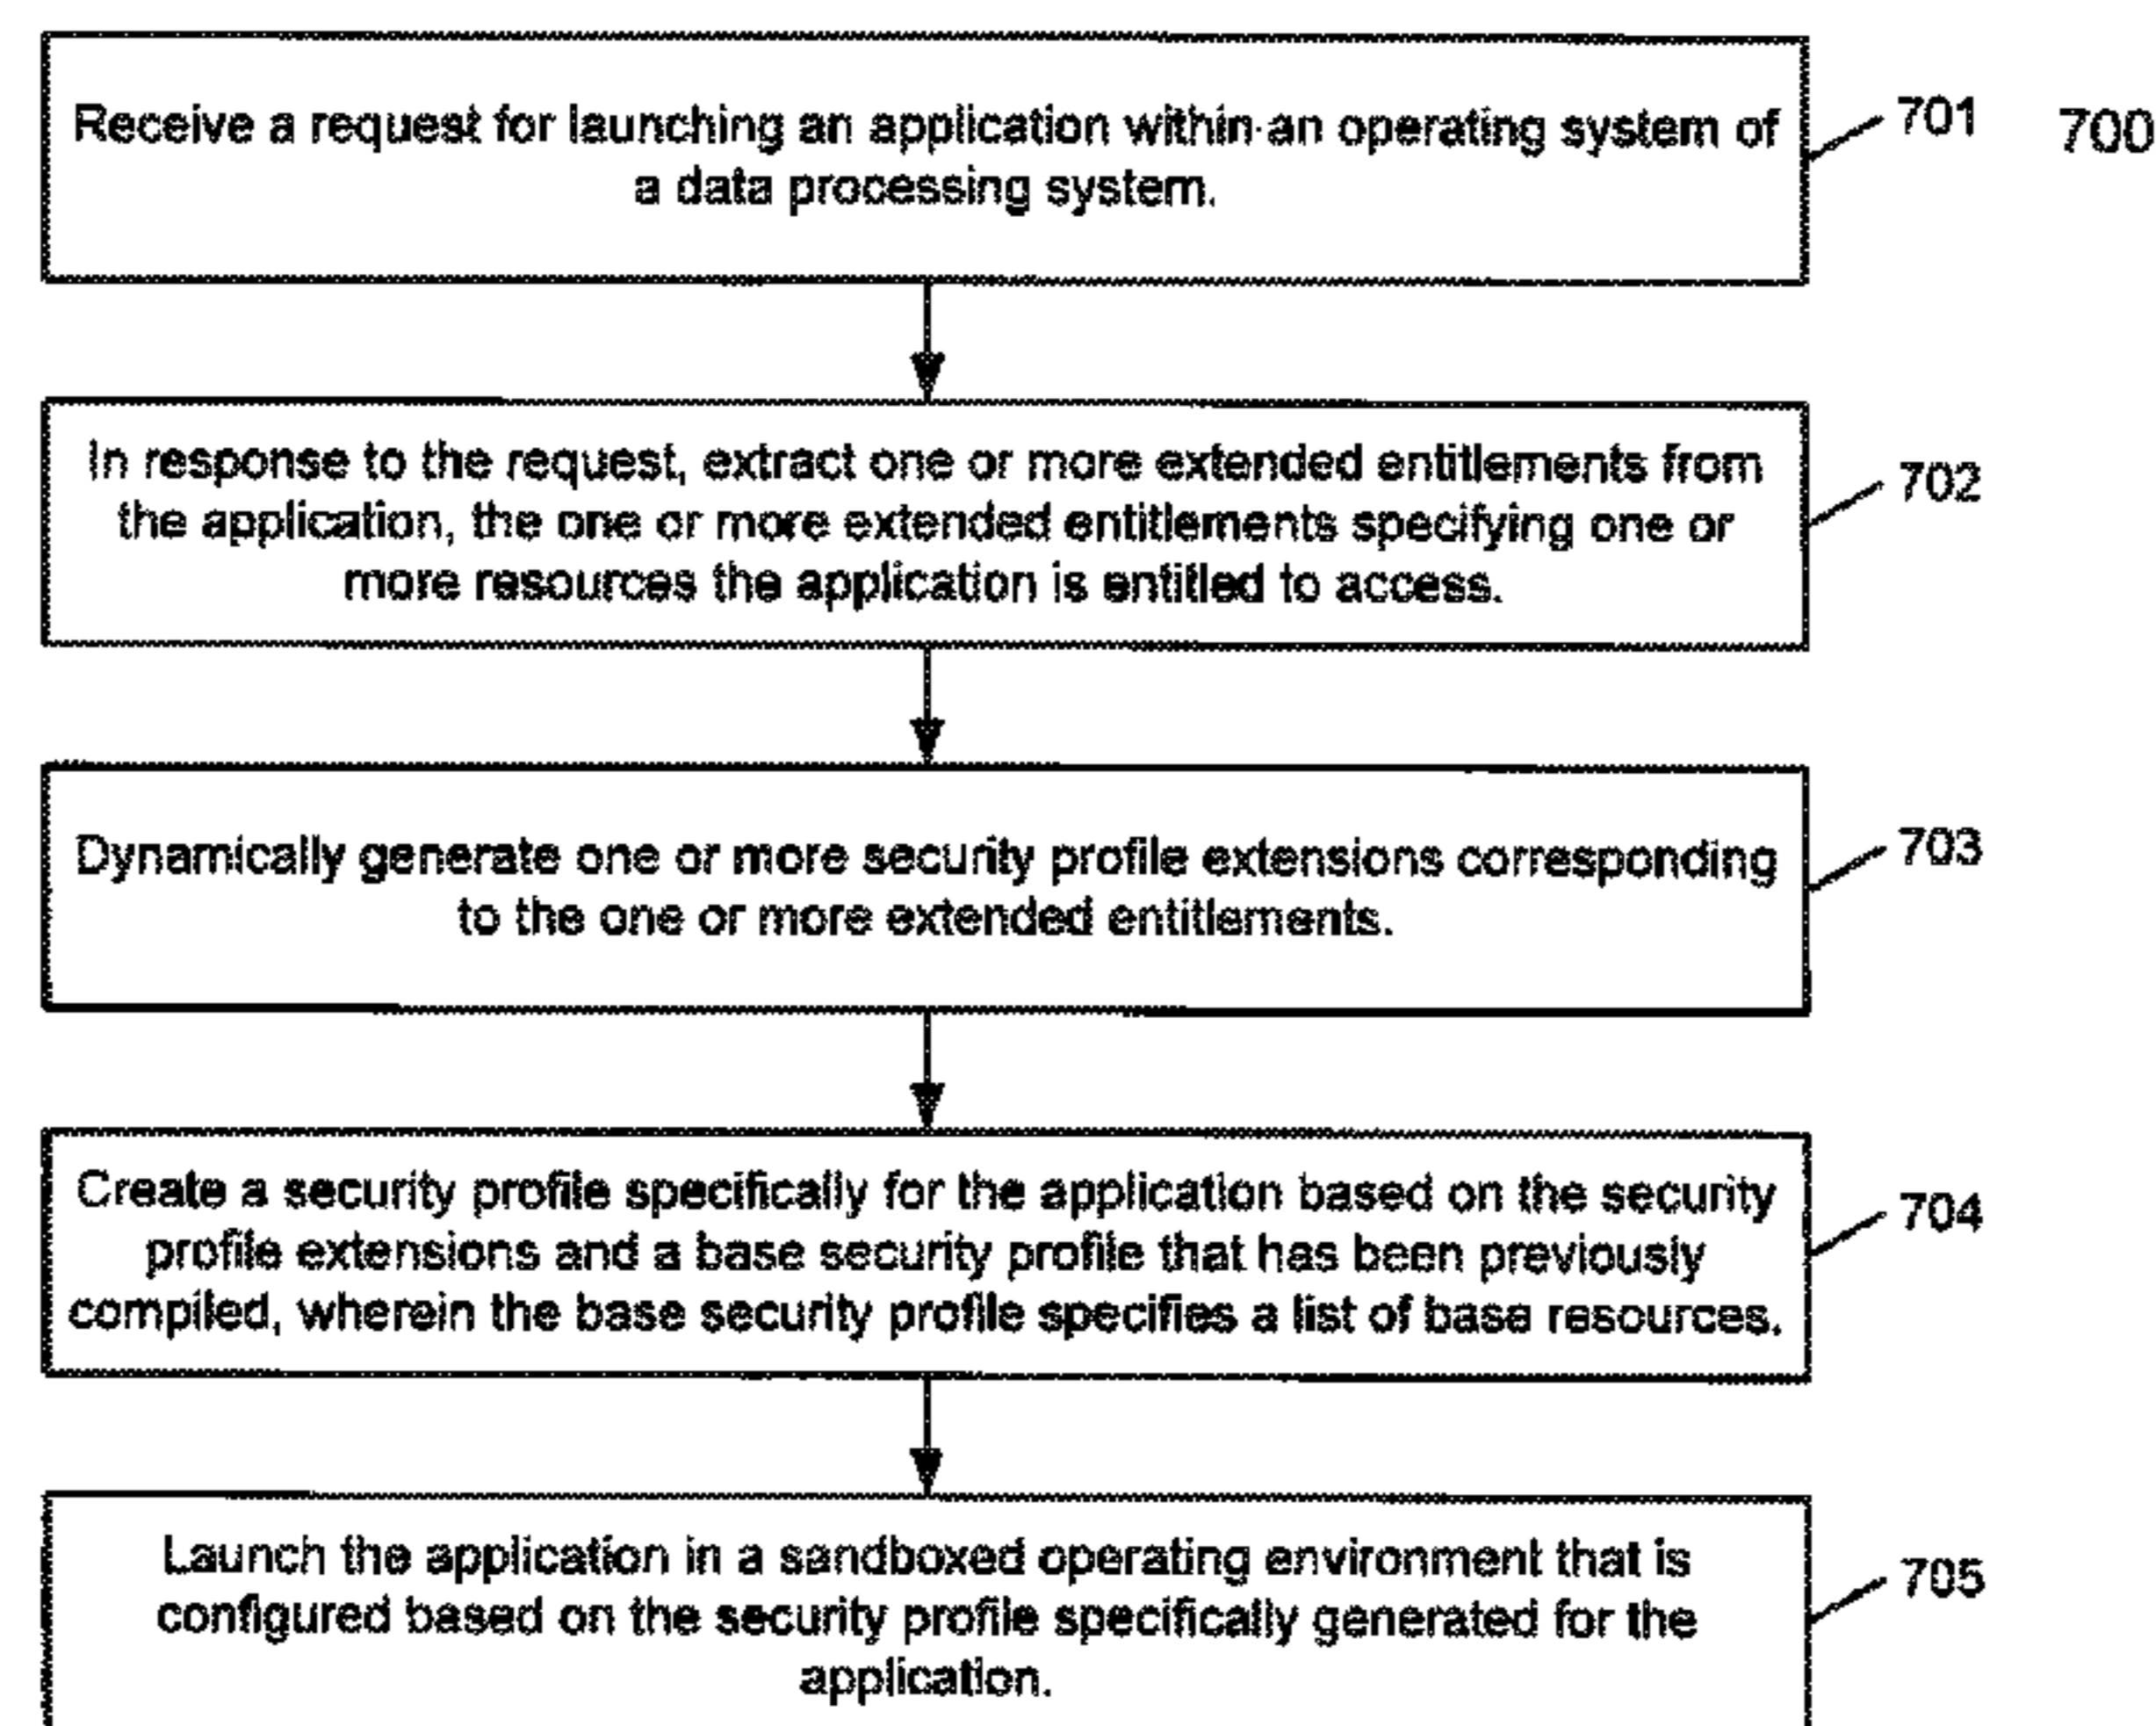 Receive a request for launching an application within an operating system of
a data processing system.
701
700
In response to the request, extract one or more extended entitlements from
the application, the one or more extended entitlements specifying one or
more resources the application is entitled to access.
702
Dynamically generate one or more security profile extensions corresponding
to the one or more extended entitlements.
703
Create a security profile specifically for the application based on the security
profile extensions and a base security profile that has been previously
compiled, wherein the base security profile specifies a list of base resources.
704
Launch the application in a sandboxed operating environment that is
configured based on the security profile specifically generated for the
application.
705